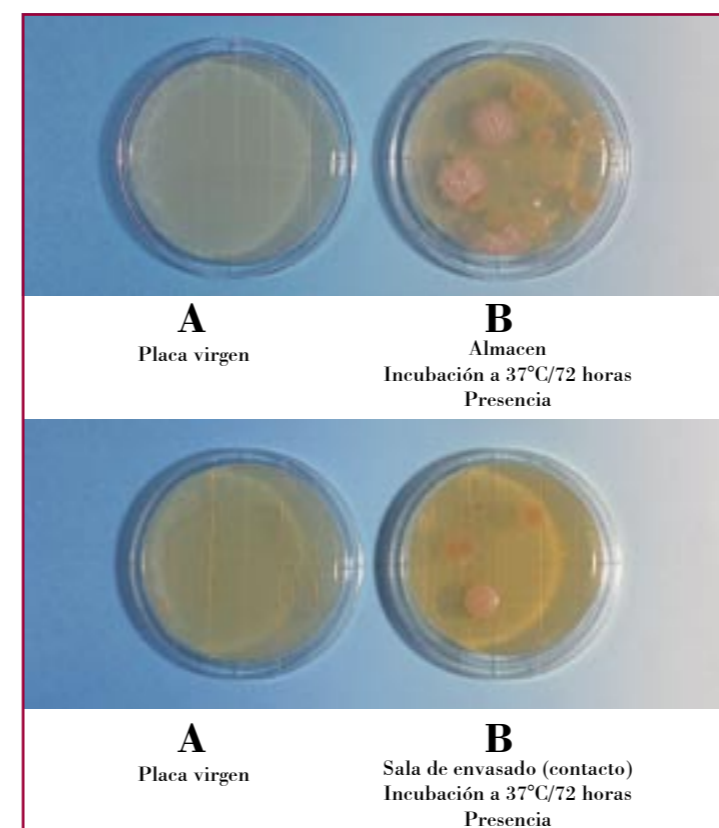 A
Placa virgen
B
Almacen
Incubación a 37°C/72 horas
Presencia
A
Placa virgen
B
Sala de envasado (contacto)
Incubación a 37°C/72 horas
Presencia